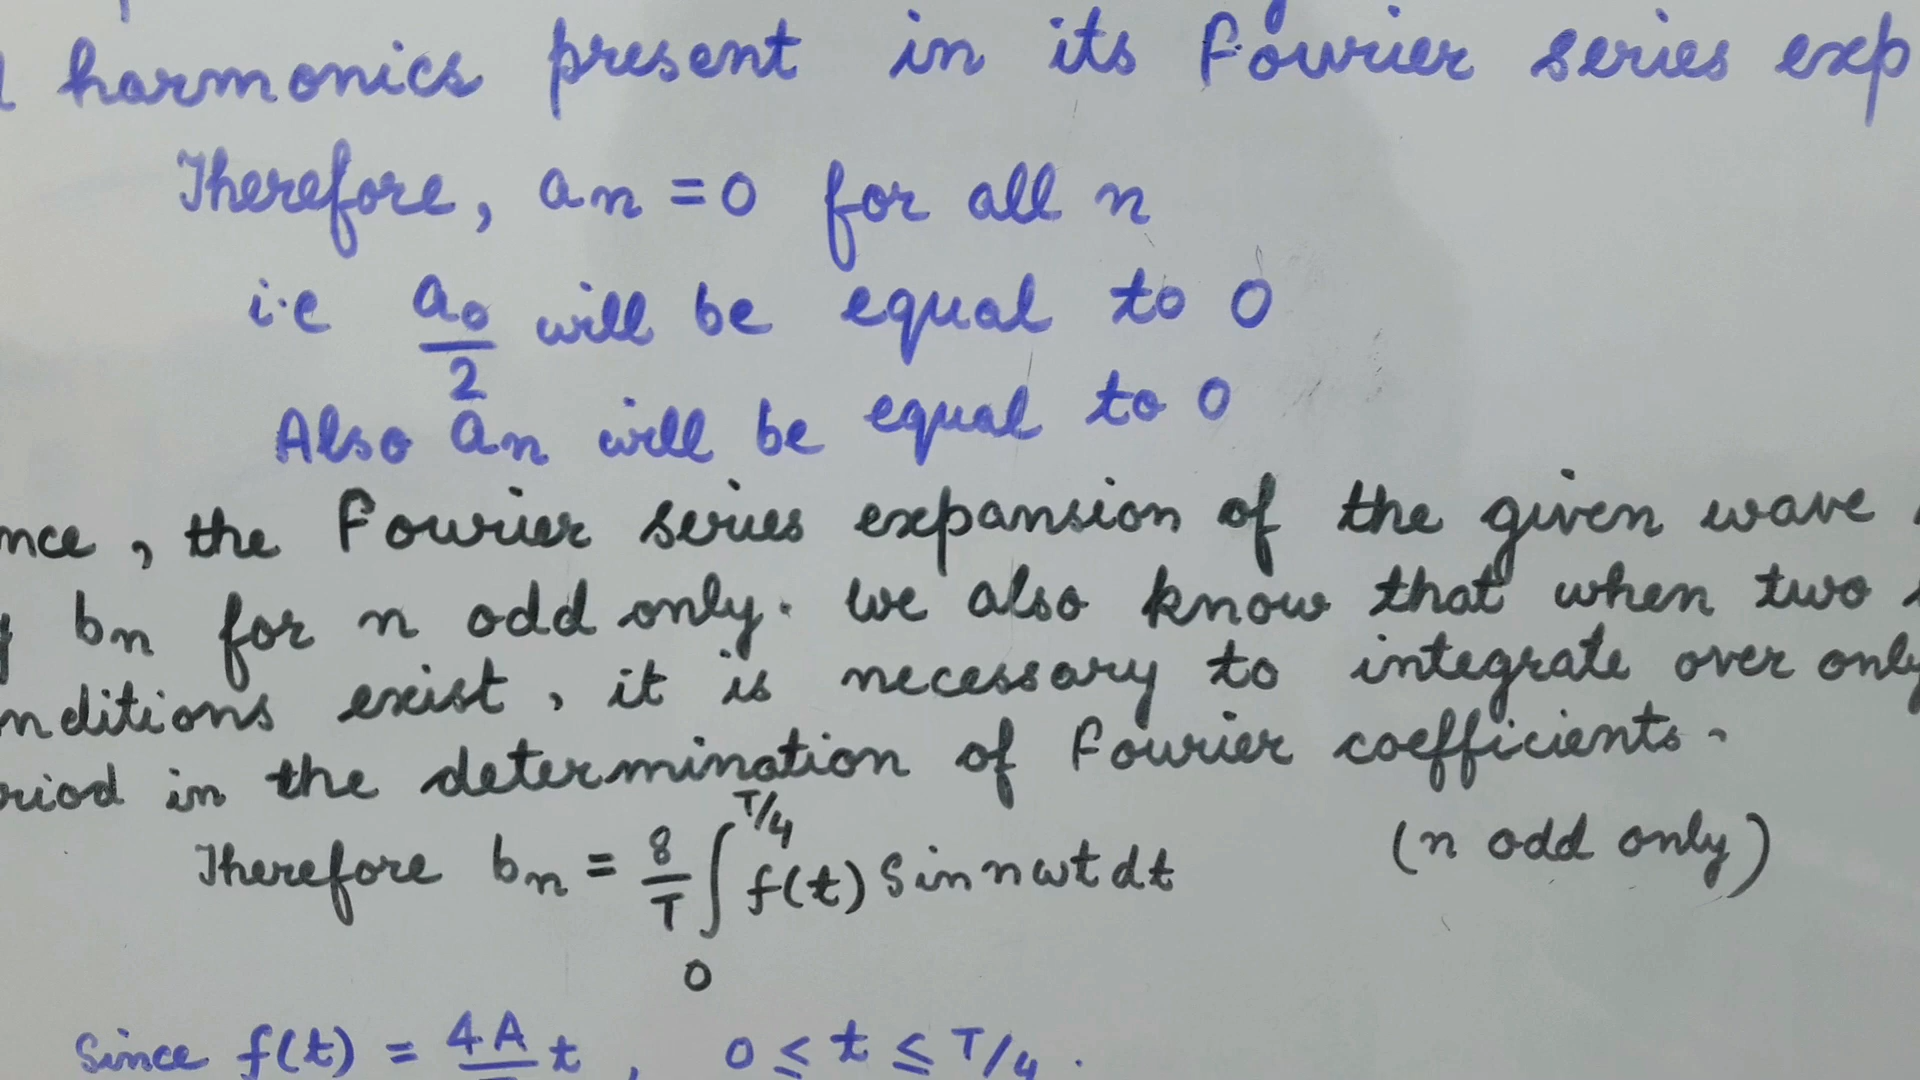 harmonics present in its Fourier series exp
Therefore, an = 0 for all n
i.e a0/2 will be equal to 0
Also an will be equal to 0
nce, the Fourier series expansion of the given wave
bn for n odd only. We also know that when two
nditions exist, it is necessary to integrate over only
riod in the determination of Fourier coefficients.
Therefore bn = 8/T ∫₀^T/4 f(t) Sin nωt dt (n odd only)
Since f(t) = 4A/ t, 0 ≤ t ≤ T/4.